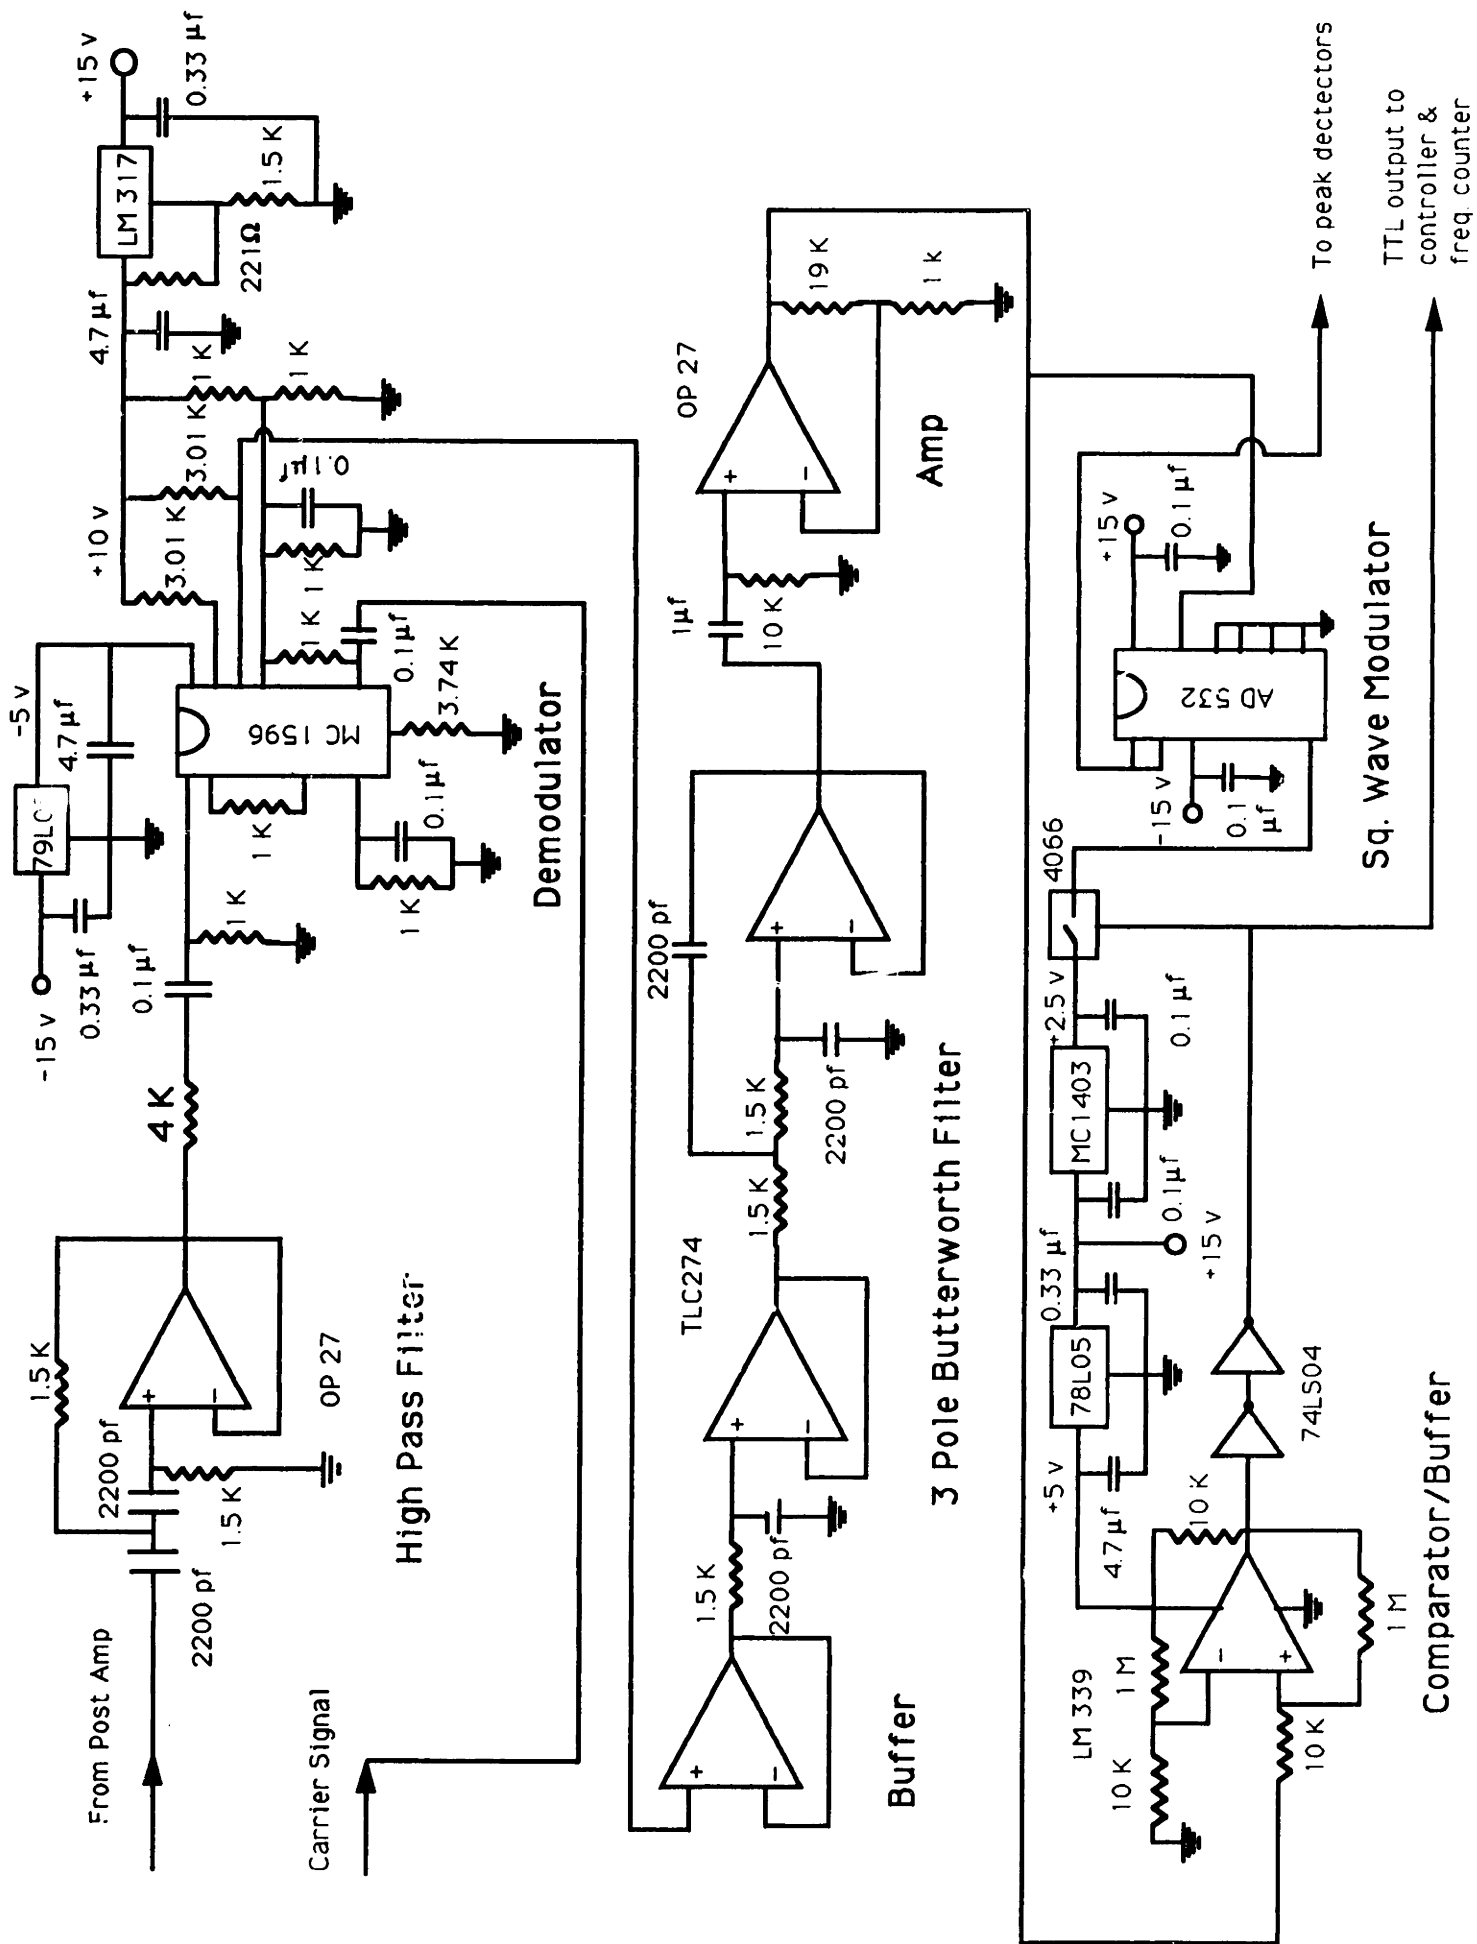 From Post Amp
2200 pf
2200 pf
1.5 K
1.5 K
+
−
OP 27
High Pass Filter
4 K
0.1 µf
1 K
-15 v
0.33 µf
-5 v
4.7 µf
1 K
MC 1596
1 K
0.1 µf
3.74 K
Demodulator
+10 v
3.01 K
3.01 K
1 K
0.1 µf
1 K
0.1 µf
1 K
1 K
4.7 µf
221Ω
LM 317
1.5 K
+15 v
0.33 µf
Carrier Signal
+
−
Buffer
1.5 K
2200 pf
TLC274
+
−
3 Pole Butterworth Filter
1.5 K
1.5 K
2200 pf
2200 pf
+
−
1µf
10 K
OP 27
+
−
Amp
19 K
1 k
LM 339
10 K
1 M
10 K
−
+
10 K
1 M
Comparator/Buffer
74LS04
+5 v
4.7 µf
78L05
0.33 µf
+15 v
0.1µf
MC1403
+2.5 v
0.1 µf
4066
-15 v
0.1
µf
AD 532
+15 v
0.1 µf
Sq. Wave Modulator
To peak dectectors
TTL output to
controller &
freq. counter